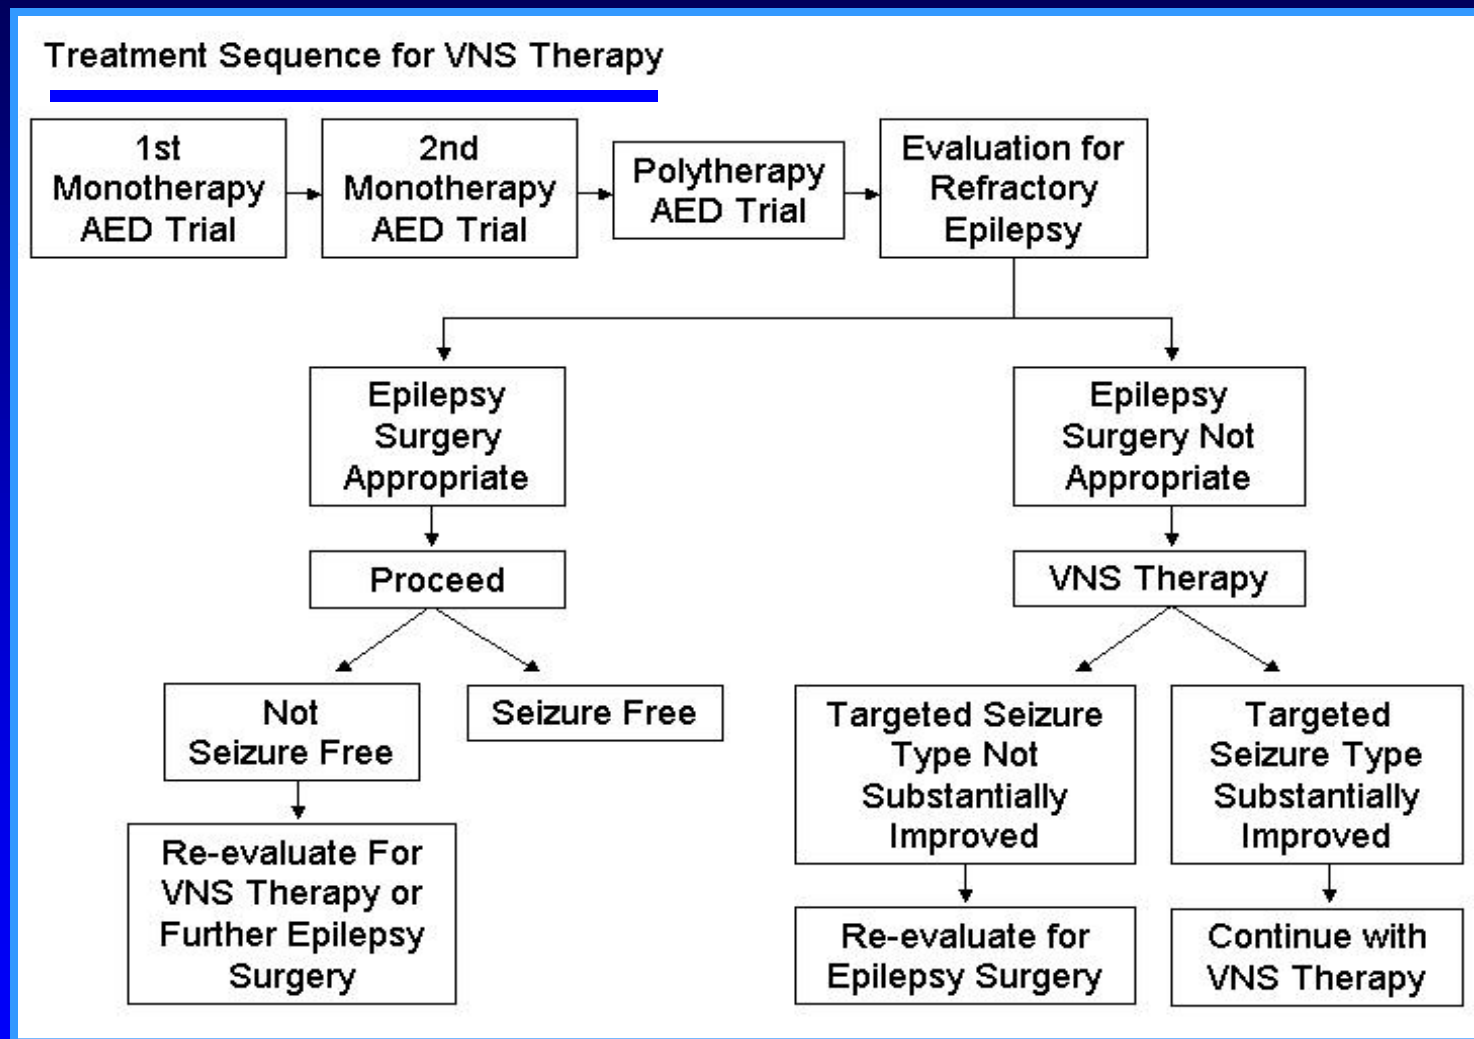 Treatment Sequence for VNS Therapy
1st
Monotherapy
AED Trial
2nd
Monotherapy
AED Trial
Polytherapy
AED Trial
Evaluation for
Refractory
Epilepsy
Epilepsy
Surgery
Appropriate
Epilepsy
Surgery Not
Appropriate
Proceed
VNS Therapy
Not
Seizure Free
Seizure Free
Targeted Seizure
Type Not
Substantially
Improved
Targeted
Seizure Type
Substantially
Improved
Re-evaluate For
VNS Therapy or
Further Epilepsy
Surgery
Re-evaluate for
Epilepsy Surgery
Continue with
VNS Therapy